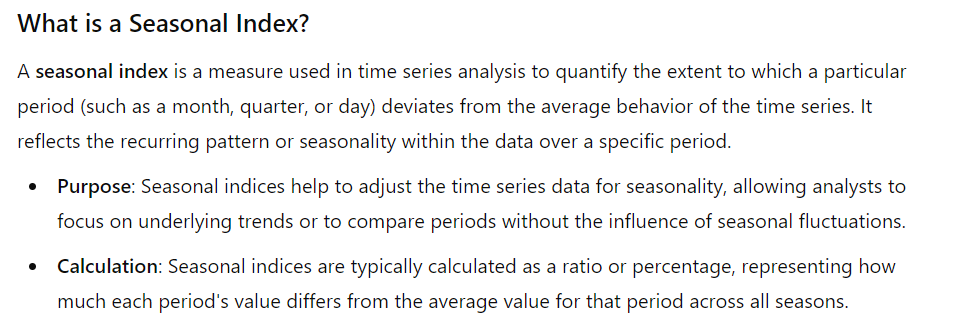 What is a Seasonal Index?
A seasonal index is a measure used in time series analysis to quantify the extent to which a particular
period (such as a month, quarter, or day) deviates from the average behavior of the time series. It
reflects the recurring pattern or seasonality within the data over a specific period.
• Purpose: Seasonal indices help to adjust the time series data for seasonality, allowing analysts to
focus on underlying trends or to compare periods without the influence of seasonal fluctuations.
• Calculation: Seasonal indices are typically calculated as a ratio or percentage, representing how
much each period's value differs from the average value for that period across all seasons.